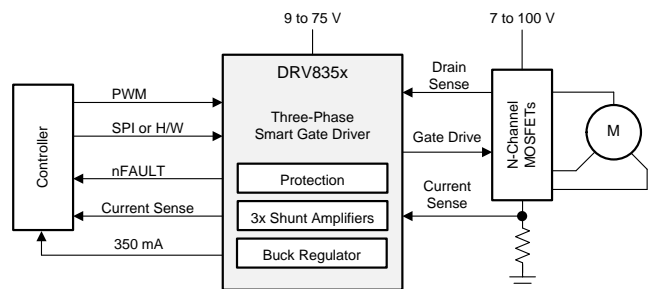 9 to 75 V
7 to 100 V
DRV835x
Three-Phase
Smart Gate Driver
Protection
3x Shunt Amplifiers
Buck Regulator
Controller
PWM
SPI or H/W
nFAULT
Current Sense
350 mA
Drain
Sense
Gate Drive
Current
Sense
N-Channel
MOSFETs
M